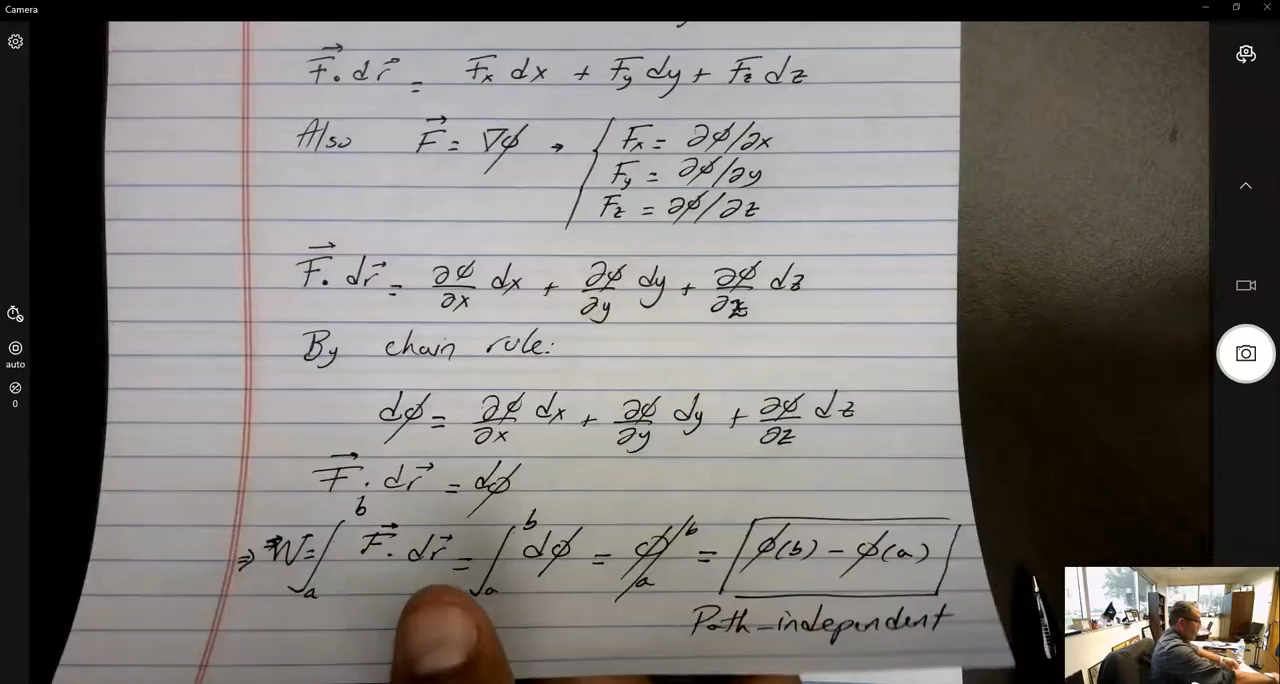 Camera
F⃗. dr⃗ = Fx dx + Fy dy + Fz dz
Also F⃗ = ∇ϕ → { Fx = ∂ϕ/∂x
Fy = ∂ϕ/∂y
Fz = ∂ϕ/∂z
F⃗. dr⃗ = ∂ϕ/∂x dx + ∂ϕ/∂y dy + ∂ϕ/∂z dz
By chain rule:
dϕ = ∂ϕ/∂x dx + ∂ϕ/∂y dy + ∂ϕ/∂z dz
F⃗. dr⃗ = dϕ
⇒ W = ∫_a^b F⃗. dr⃗ = ∫_a^b dϕ = ϕ/_a^b = ϕ(b) - ϕ(a)
Path-independent
auto
0